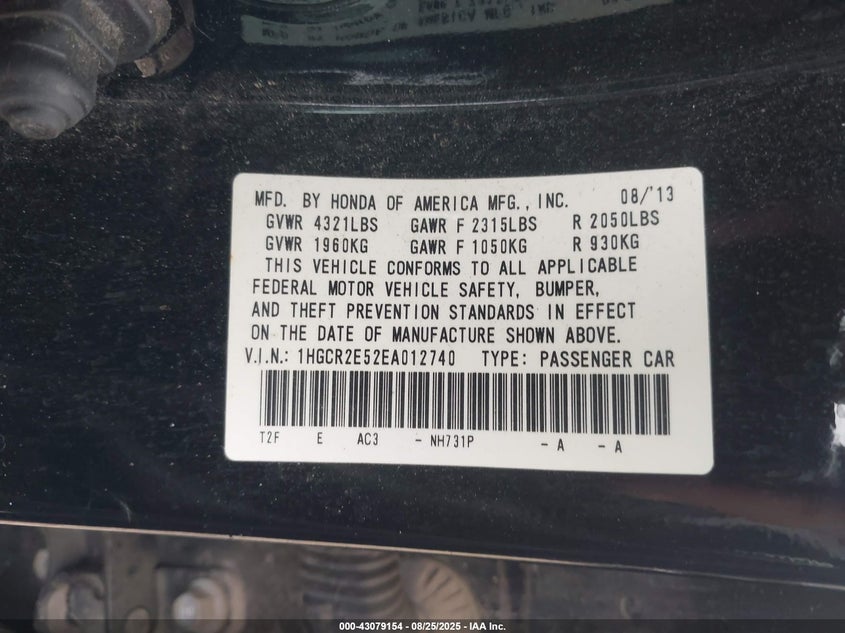 MFD. BY HONDA OF AMERICA MFG., INC. 08/'13
GVWR 4321LBS GAWR F 2315LBS R 2050LBS
GVWR 1960KG GAWR F 1050KG R 930KG
THIS VEHICLE CONFORMS TO ALL APPLICABLE
FEDERAL MOTOR VEHICLE SAFETY, BUMPER,
AND THEFT PREVENTION STANDARDS IN EFFECT
ON THE DATE OF MANUFACTURE SHOWN ABOVE.
V.I.N.: 1HGCR2E52EA012740 TYPE: PASSENGER CAR
T2F E AC3 - NH731P - A - A
000-43079154 - 08/25/2025 - IAA Inc.